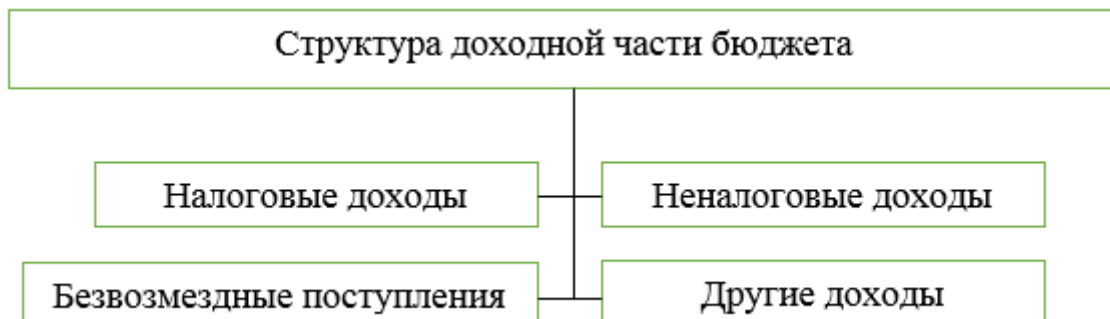 Структура доходной части бюджета
Налоговые доходы
Неналоговые доходы
Безвозмездные поступления
Другие доходы